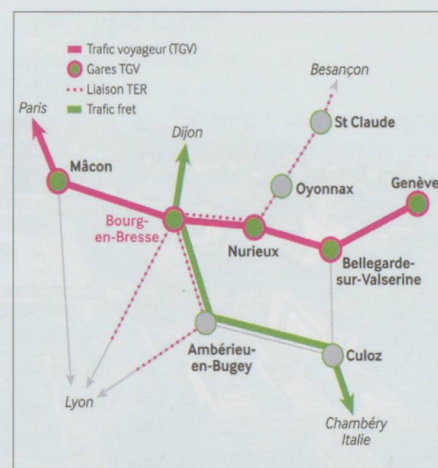 Trafic voyageur (TGV)
Gares TGV
Liaison TER
Trafic fret
Besançon
Paris
Dijon
St Claude
Mâcon
Oyonnax
Genève
Bourg-
en-Bresse
Nurieux
Bellegarde-
sur-Valserine
Ambérieu-
en-Bugey
Culoz
Lyon
Chambéry
Italie